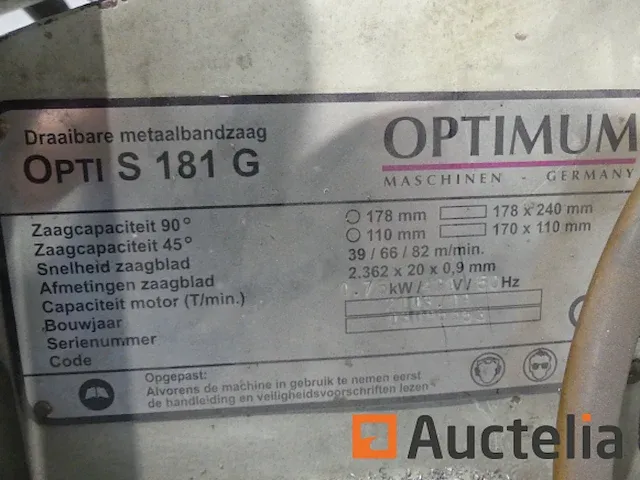 Draaibare metaalbandzaag
OPTI S 181 G
OPTIMUM
MASCHINEN - GERMANY
Zaagcapaciteit 90° 178 mm 178 x 240 mm
Zaagcapaciteit 45° 110 mm 170 x 110 mm
Snelheid zaagblad 39 / 66 / 82 m/min.
Afmetingen zaagblad 2.362 x 20 x 0,9 mm
Capaciteit motor (T/min.) kW / V / Hz
Bouwjaar
Serienummer
Code
Opgepast:
Alvorens de machine in gebruik te nemen eerst
de handleiding en veiligheidsvoorschriften lezen
Auctelia